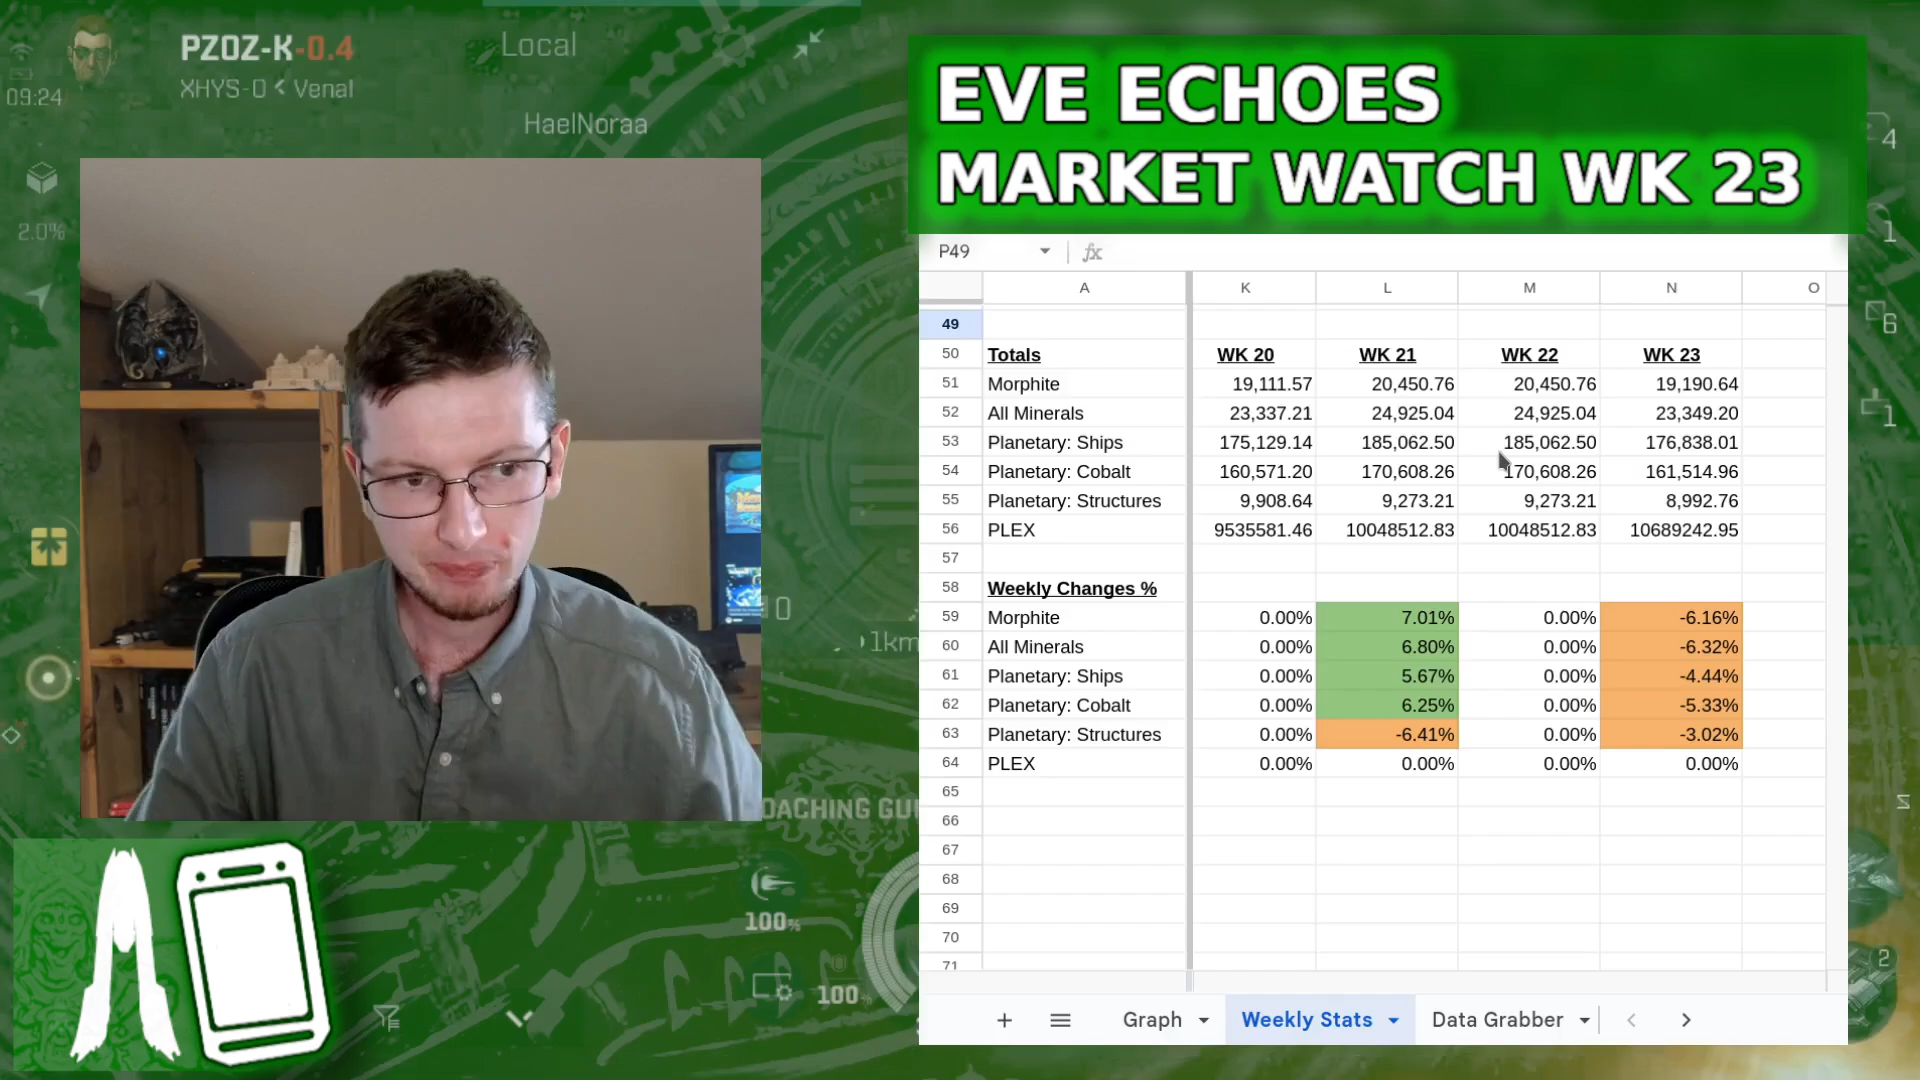 PZOZ-K-0.4
Local
XHYS-O < Venal
09:24
HaelNoraa
2.0%
EVE ECHOES
MARKET WATCH WK 23
4
1
6
1
P49 fx
A K L M N O
49
50 Totals WK 20 WK 21 WK 22 WK 23
51 Morphite 19,111.57 20,450.76 20,450.76 19,190.64
52 All Minerals 23,337.21 24,925.04 24,925.04 23,349.20
53 Planetary: Ships 175,129.14 185,062.50 185,062.50 176,838.01
54 Planetary: Cobalt 160,571.20 170,608.26 170,608.26 161,514.96
55 Planetary: Structures 9,908.64 9,273.21 9,273.21 8,992.76
56 PLEX 9535581.46 10048512.83 10048512.83 10689242.95
57
58 Weekly Changes %
59 Morphite 0.00% 7.01% 0.00% -6.16%
60 All Minerals 0.00% 6.80% 0.00% -6.32%
61 Planetary: Ships 0.00% 5.67% 0.00% -4.44%
62 Planetary: Cobalt 0.00% 6.25% 0.00% -5.33%
63 Planetary: Structures 0.00% -6.41% 0.00% -3.02%
64 PLEX 0.00% 0.00% 0.00% 0.00%
65
66
67
68
69
70
71
1km
OACHING GU
100%
100
2
+ Graph Weekly Stats Data Grabber